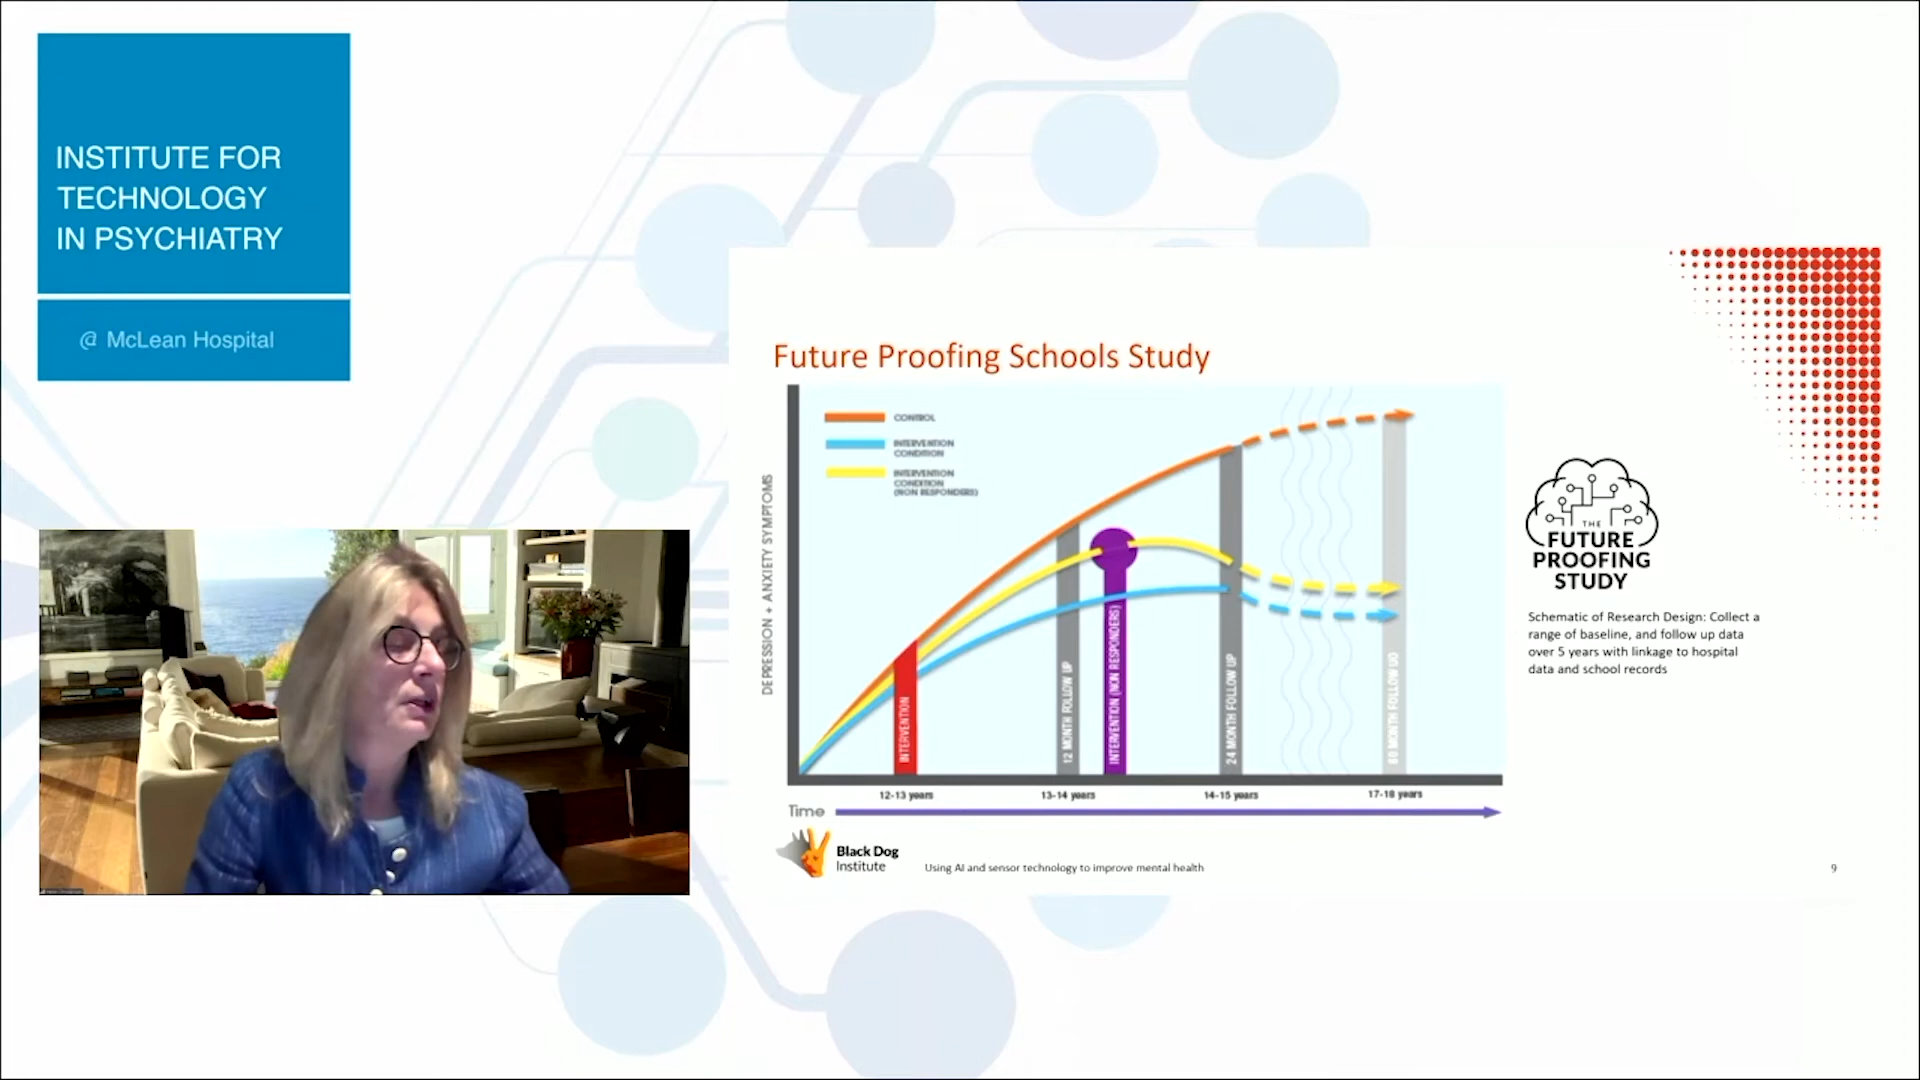 INSTITUTE FOR
TECHNOLOGY
IN PSYCHIATRY
@ McLean Hospital
Future Proofing Schools Study
CONTROL
INTERVENTION
CONDITION
INTERVENTION
CONDITION
(NON RESPONDERS)
DEPRESSION + ANXIETY SYMPTOMS
INTERVENTION
12 MONTH FOLLOW UP
INTERVENTION (NON RESPONDERS)
24 MONTH FOLLOW UP
60 MONTH FOLLOW UO
12-13 years
13-14 years
14-15 years
17-18 years
Time
THE
FUTURE
PROOFING
STUDY
Schematic of Research Design: Collect a
range of baseline, and follow up data
over 5 years with linkage to hospital
data and school records
Black Dog
Institute
Using AI and sensor technology to improve mental health
9